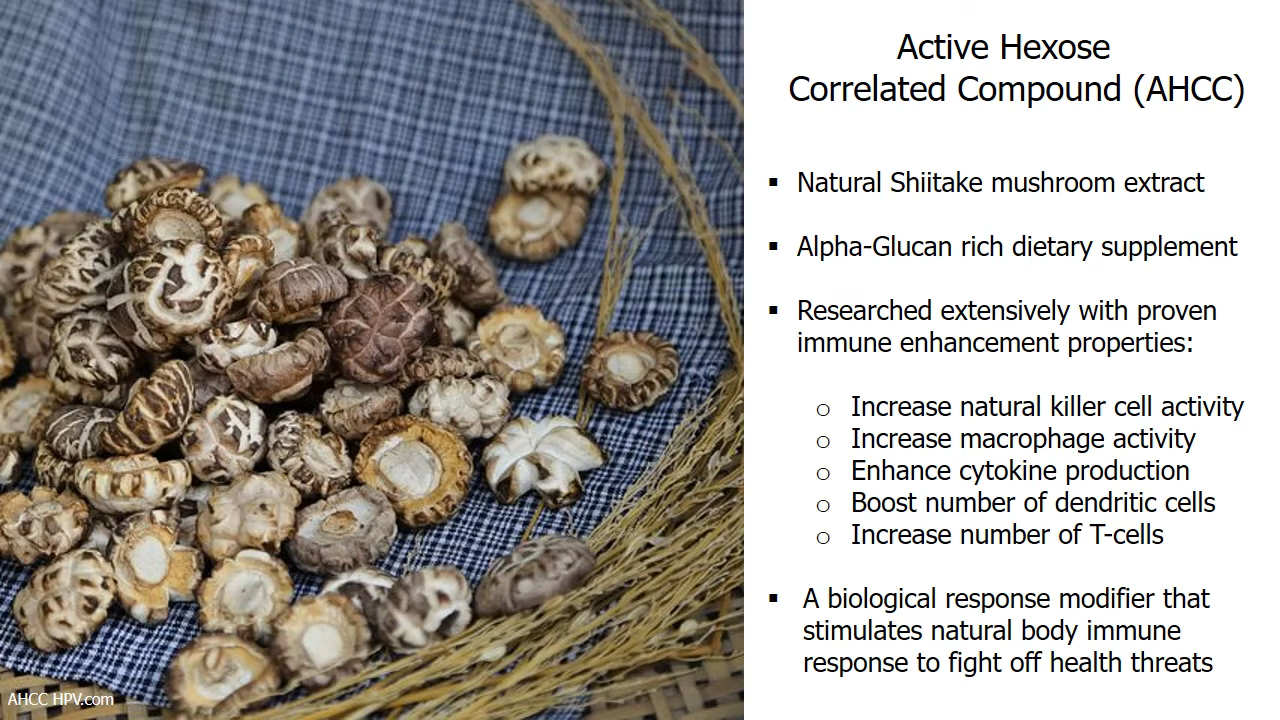 Active Hexose
Correlated Compound (AHCC)
▪ Natural Shiitake mushroom extract
▪ Alpha-Glucan rich dietary supplement
▪ Researched extensively with proven
immune enhancement properties:
o Increase natural killer cell activity
o Increase macrophage activity
o Enhance cytokine production
o Boost number of dendritic cells
o Increase number of T-cells
▪ A biological response modifier that
stimulates natural body immune
response to fight off health threats
AHCC HPV.com